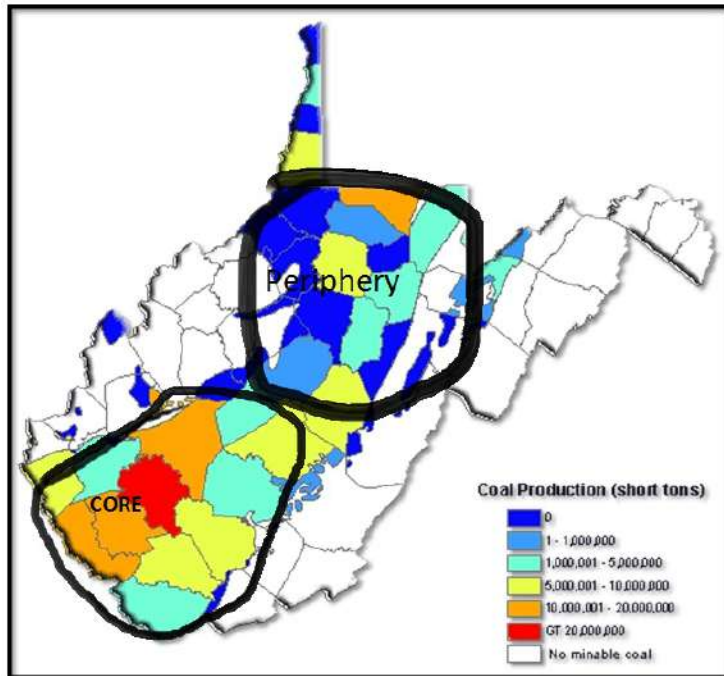 Periphery
CORE
Coal Production (short tons)
0
1 - 1,000,000
1,000,001 - 5,000,000
5,000,001 - 10,000,000
10,000,001 - 20,000,000
GT 20,000,000
No minable coal